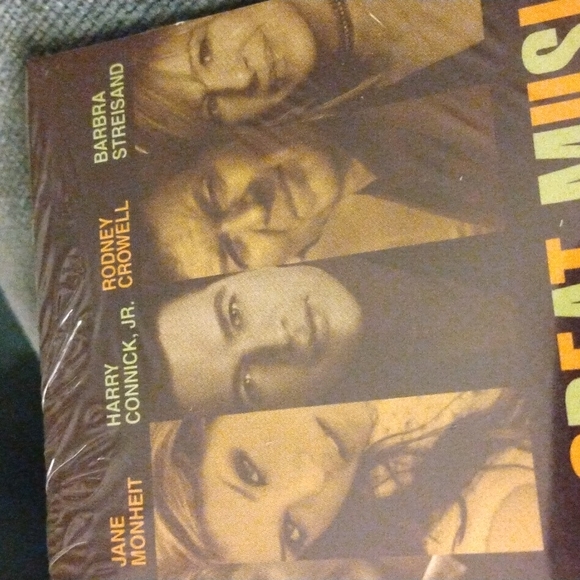 JANE
MONHEIT
HARRY
CONNICK, JR.
RODNEY
CROWELL
BARBRA
STREISAND